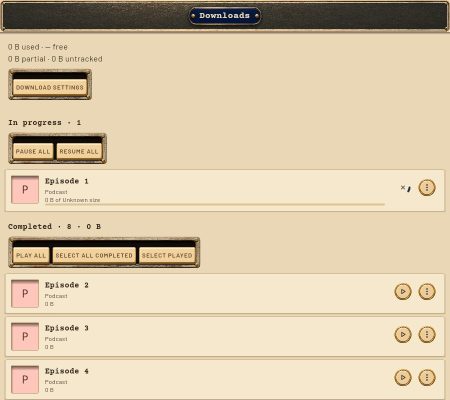 Downloads
0 B used · — free
0 B partial · 0 B untracked
DOWNLOAD SETTINGS
In progress · 1
PAUSE ALL RESUME ALL
P
Episode 1
Podcast
0 B of Unknown size
Completed · 8 · 0 B
PLAY ALL SELECT ALL COMPLETED SELECT PLAYED
P
Episode 2
Podcast
0 B
P
Episode 3
Podcast
0 B
P
Episode 4
Podcast
0 B